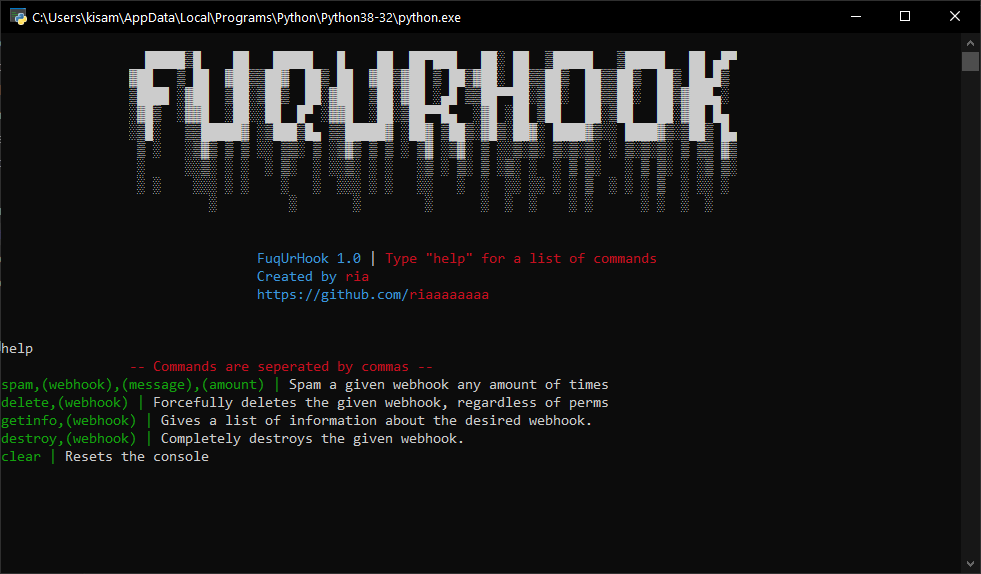 C:\Users\kisam\AppData\Local\Programs\Python\Python38-32\python.exe
FUQURHOOK
FuqUrHook 1.0 | Type "help" for a list of commands
Created by ria
https://github.com/riaaaaaaaa
help
-- Commands are seperated by commas --
spam,(webhook),(message),(amount) | Spam a given webhook any amount of times
delete,(webhook) | Forcefully deletes the given webhook, regardless of perms
getinfo,(webhook) | Gives a list of information about the desired webhook.
destroy,(webhook) | Completely destroys the given webhook.
clear | Resets the console